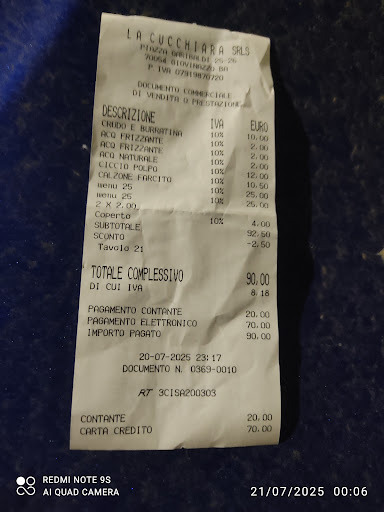 LA CUCCHIARA SRLS
PIAZZA GARIBALDI 25-26
70054 GIOVINAZZO BA
P.IVA 07919870720
DOCUMENTO COMMERCIALE
DI VENDITA O PRESTAZIONE
DESCRIZIONE IVA EURO
CRUDO E BURRATINA 10% 10.00
ACQ FRIZZANTE 10% 2.00
ACQ FRIZZANTE 10% 2.00
ACQ NATURALE 10% 2.00
CICCIO POLPO 10% 12.00
CALZONE FARCITO 10% 10.50
menu 25 10% 25.00
menu 25 10% 25.00
2 X 2.00
Coperto 10% 4.00
SUBTOTALE 92.50
SCONTO -2.50
Tavolo 21
TOTALE COMPLESSIVO 90,00
DI CUI IVA 8.18
PAGAMENTO CONTANTE 20.00
PAGAMENTO ELETTRONICO 70.00
IMPORTO PAGATO 90.00
20-07-2025 23:17
DOCUMENTO N. 0369-0010
RT 3CISA200303
CONTANTE 20.00
CARTA CREDITO 70.00
REDMI NOTE 9S
AI QUAD CAMERA
21/07/2025 00:06